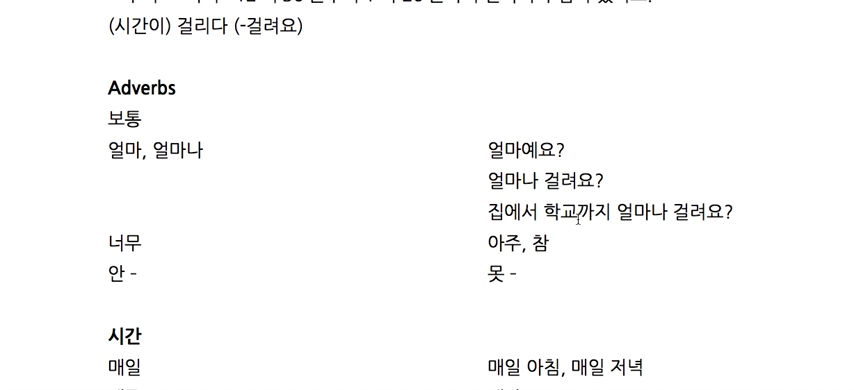 (시간이) 걸리다 (-걸려요)
Adverbs
보통
얼마, 얼마나 얼마예요?
얼마나 걸려요?
집에서 학교까지 얼마나 걸려요?
너무 아주, 참
안 - 못 -
시간
매일 매일 아침, 매일 저녁